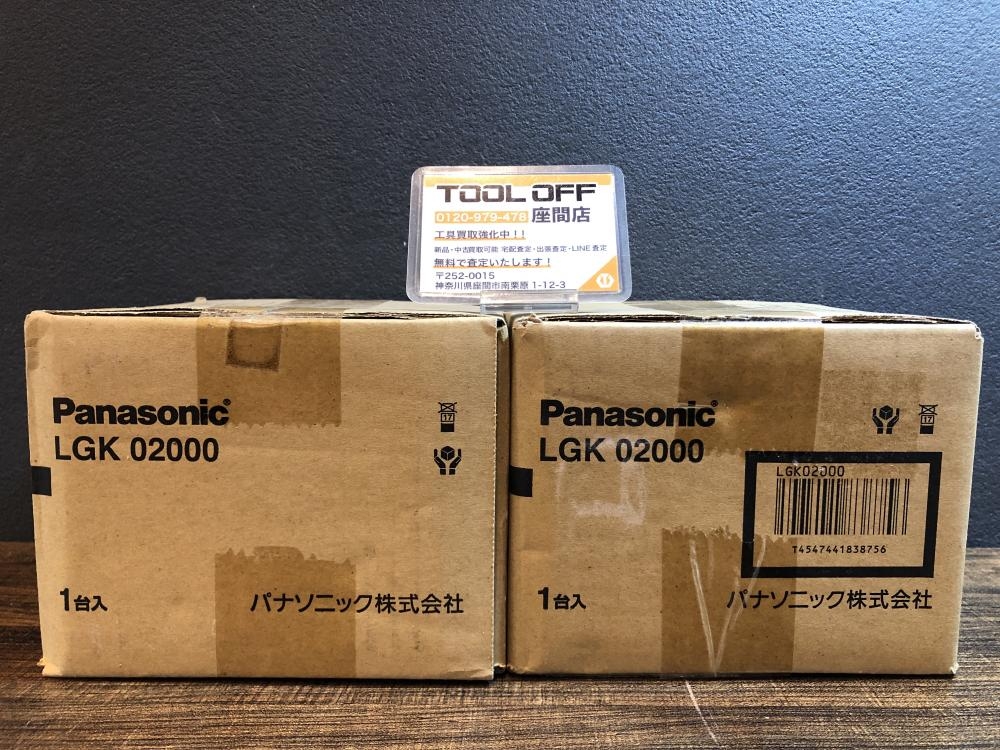 TOOL OFF
0120-979-478 座間店
工具買取強化中!!
新品・中古買取可能 宅配査定・出張査定・LINE査定
無料で査定いたします!
〒252-0015
神奈川県座間市南栗原 1-12-3
Panasonic®
LGK 02000
17
1台入
パナソニック株式会社
Panasonic®
LGK 02000
17
LGK02000
T4547441838756
1台入
パナソニック株式会社